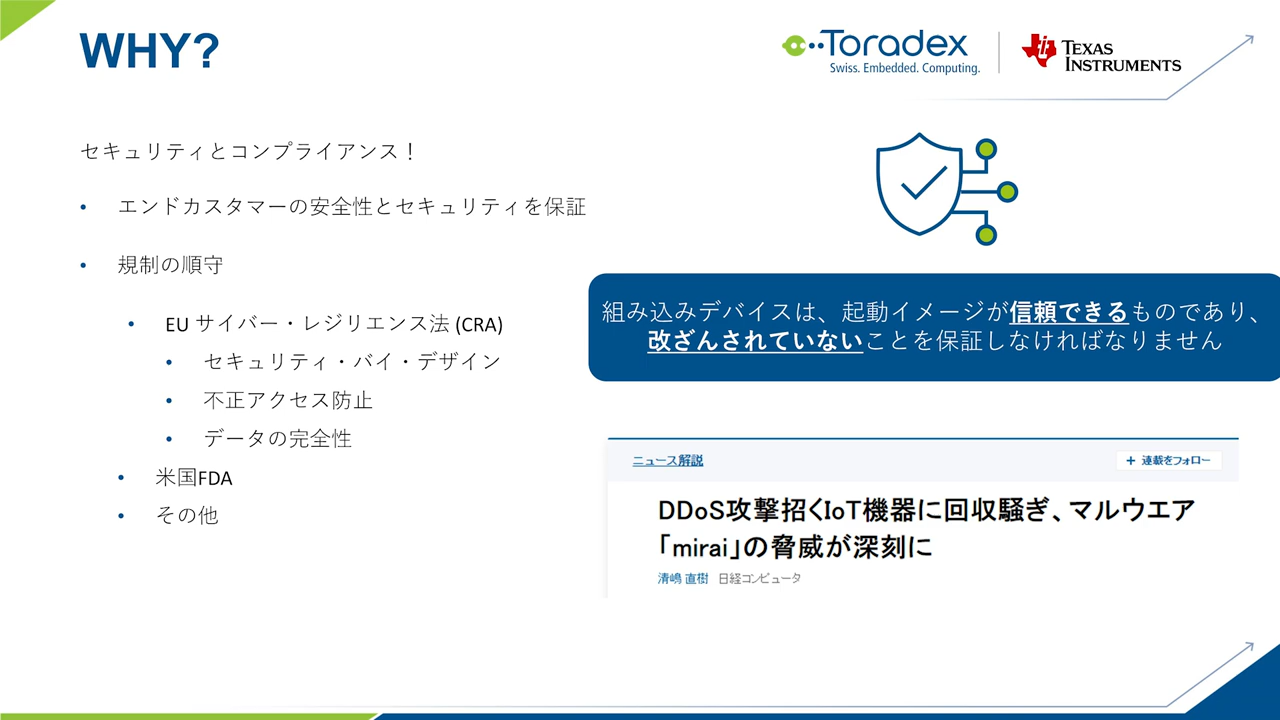 WHY?
Toradex
Swiss. Embedded. Computing.
TEXAS
INSTRUMENTS
セキュリティとコンプライアンス！
• エンドカスタマーの安全性とセキュリティを保証
• 規制の順守
• EU サイバー・レジリエンス法 (CRA)
• セキュリティ・バイ・デザイン
• 不正アクセス防止
• データの完全性
• 米国FDA
• その他
組み込みデバイスは、起動イメージが信頼できるものであり、
改ざんされていないことを保証しなければなりません
ニュース解説
+ 連載をフォロー
DDoS攻撃招くIoT機器に回収騒ぎ、マルウエア
「mirai」の脅威が深刻に
清嶋 直樹 日経コンピュータ